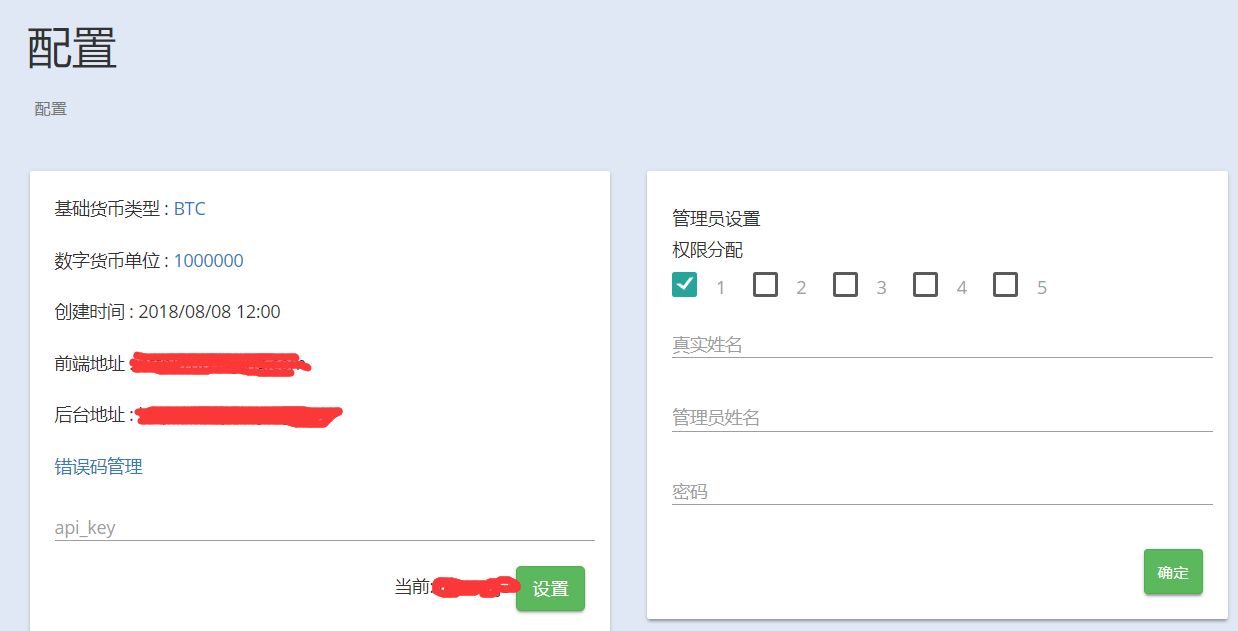 配置
配置
基础货币类型 : BTC
数字货币单位 : 1000000
创建时间 : 2018/08/08 12:00
前端地址
后台地址 :
错误码管理
api_key
当前:
设置
管理员设置
权限分配
1 2 3 4 5
真实姓名
管理员姓名
密码
确定